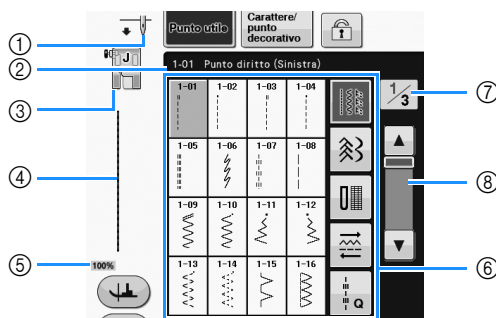 Punto utile
Carattere/
punto
decorativo
①
②
J
1-01 Punto diritto (Sinistra)
③
1-01 1-02 1-03 1-04
1/3
⑦
1-05 1-06 1-07 1-08
④
⑧
1-09 1-10 1-11 1-12
⑤
100%
1-13 1-14 1-15 1-16
Q
⑥